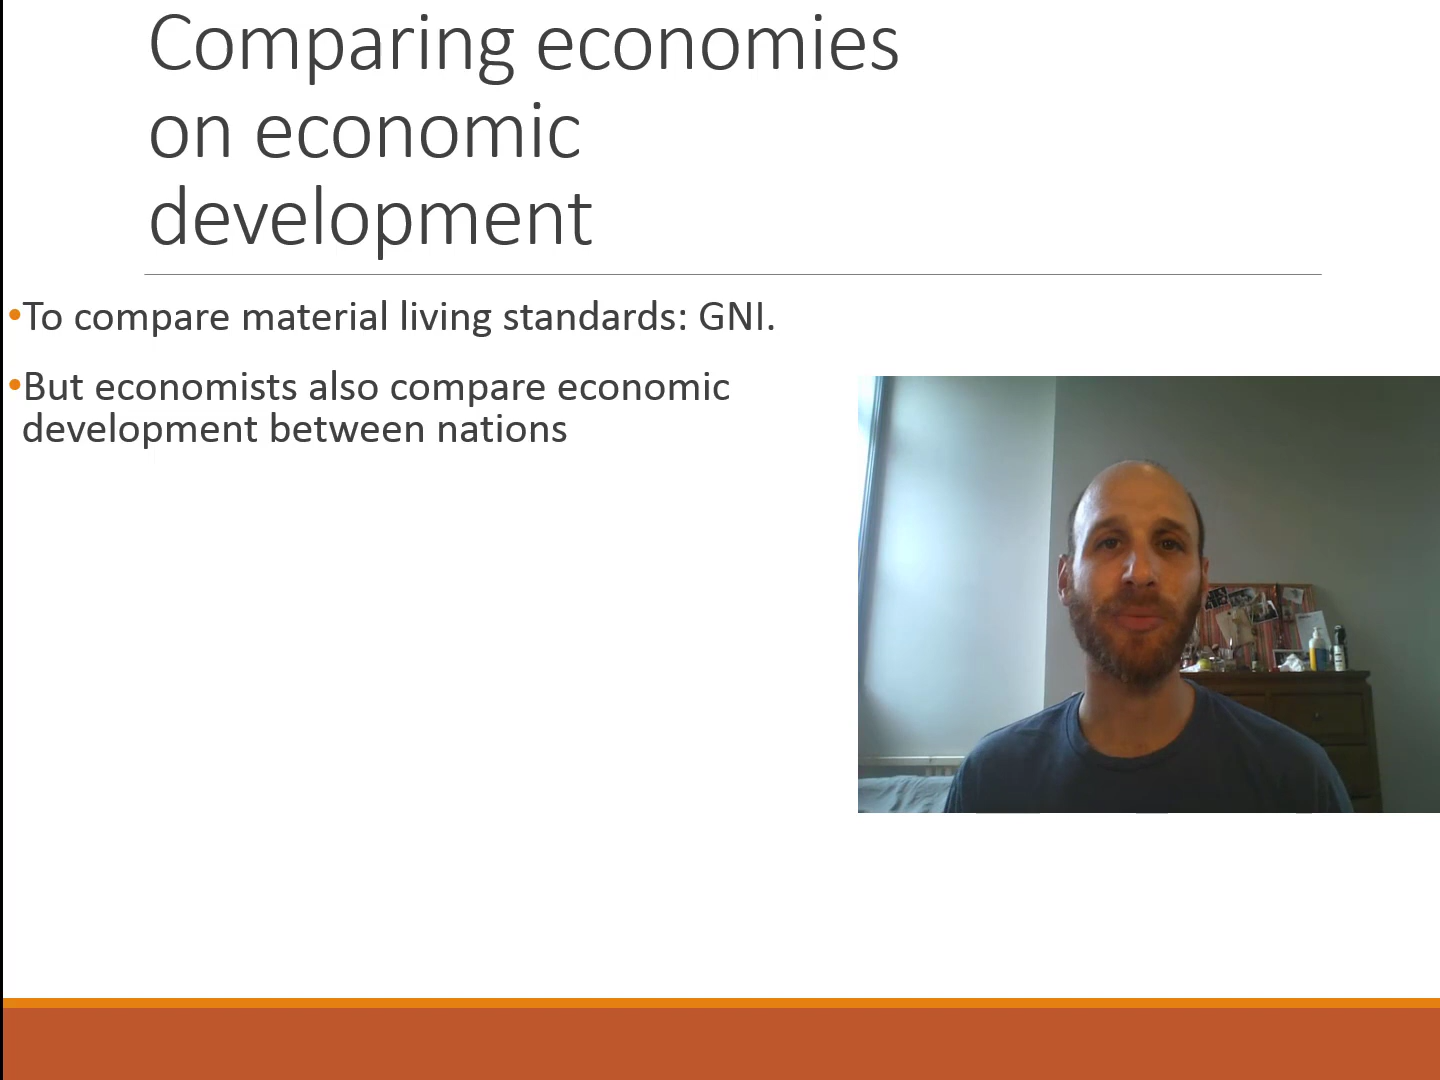 Comparing economies
on economic
development
•To compare material living standards: GNI.
•But economists also compare economic
development between nations